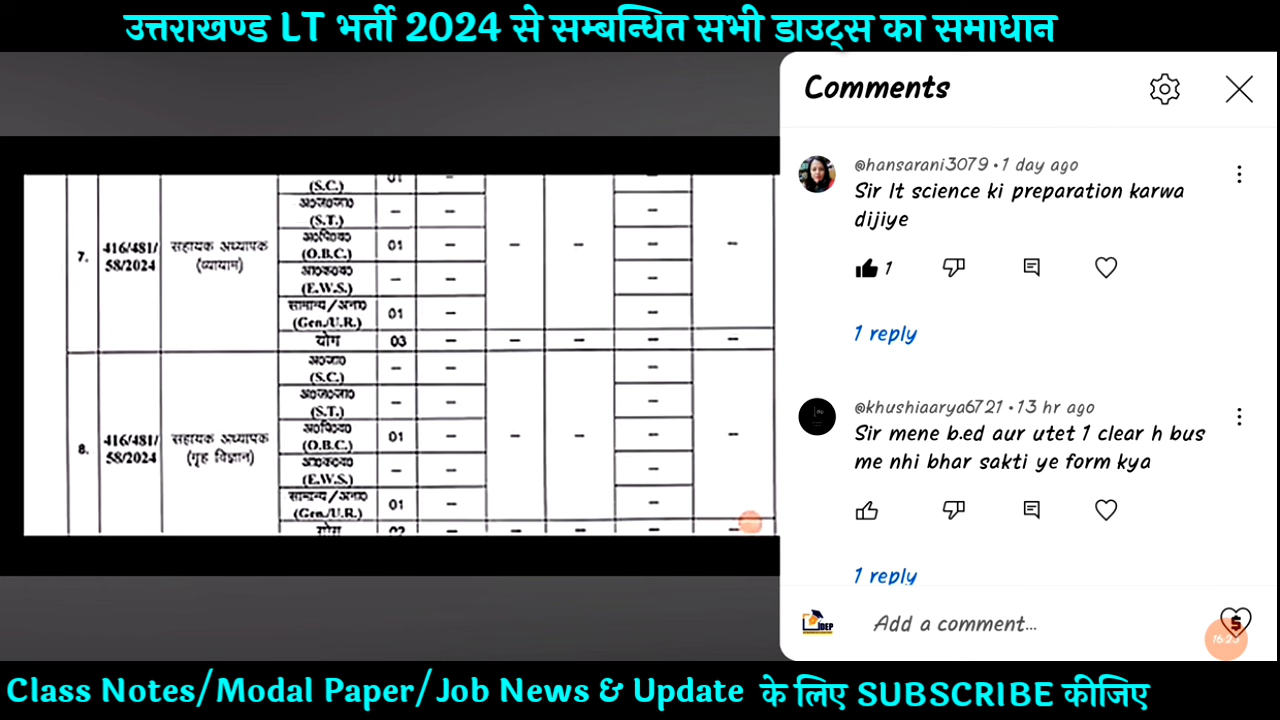 उत्तराखण्ड LT भर्ती 2024 से सम्बन्धित सभी डाउट्स का समाधान
(S.C.) 01 – –
अ०ज०जा० (S.T.) – – –
7. 416/481/58/2024 सहायक अध्यापक (व्यायाम) अ०पि०व० (O.B.C.) 01 – – – – –
आ०क०व० (E.W.S.) – – –
सामान्य/अना० (Gen./U.R.) 01 – –
योग 03 – – – – –
अ०जा० (S.C.) – – –
अ०ज०जा० (S.T.) – – –
8. 416/481/58/2024 सहायक अध्यापक (गृह विज्ञान) अ०पि०व० (O.B.C.) 01 – – – – –
आ०क०व० (E.W.S.) – – –
सामान्य/अना० (Gen./U.R.) 01 – –
योग 02 – – – – –
Comments
@hansarani3079 • 1 day ago
Sir lt science ki preparation karwa
dijiye
1
1 reply
@khushiaarya6721 • 13 hr ago
Sir mene b.ed aur utet 1 clear h bus
me nhi bhar sakti ye form kya
1 reply
IDEP
Add a comment...
$
Class Notes/Modal Paper/Job News & Update के लिए SUBSCRIBE कीजिए